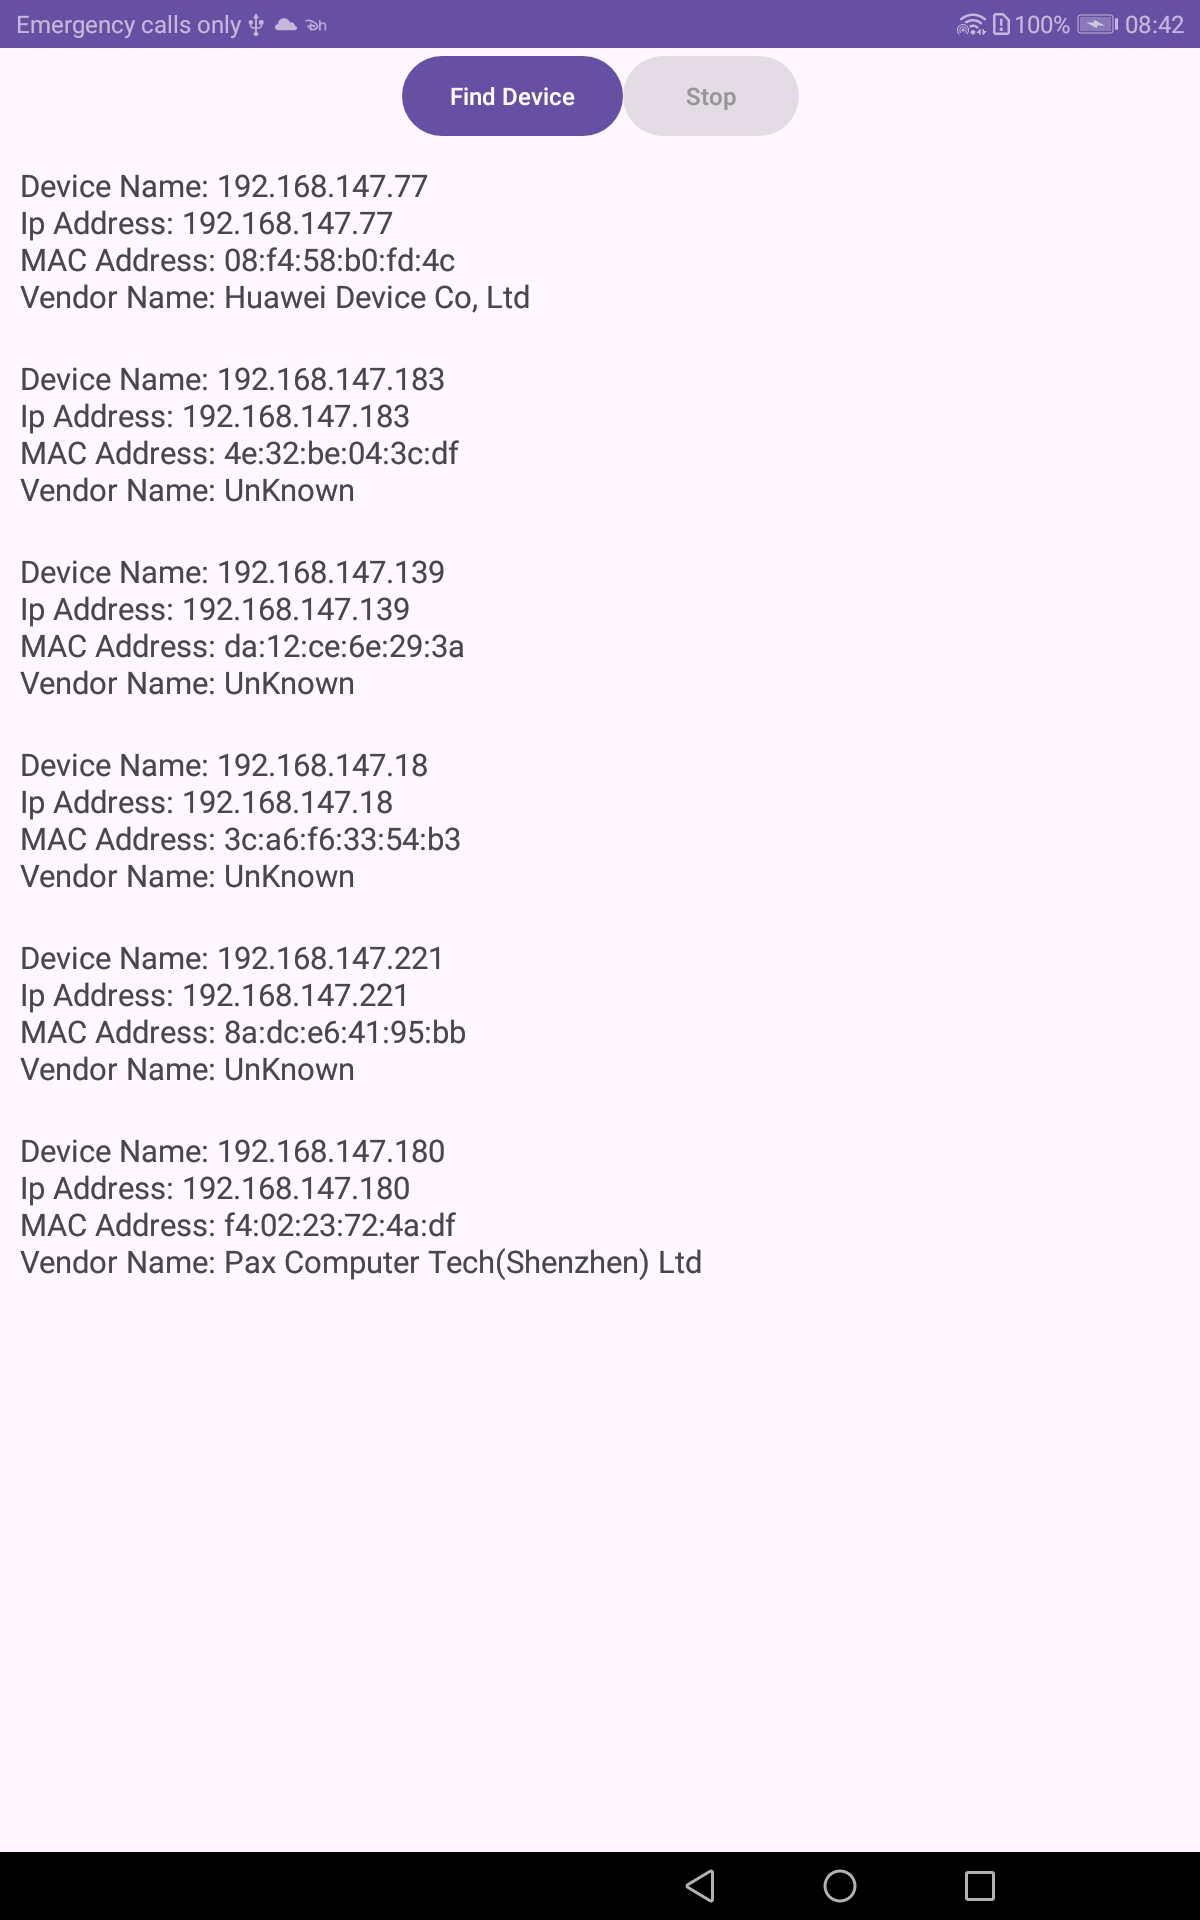 Emergency calls only
100% 08:42
Find Device Stop
Device Name: 192.168.147.77
Ip Address: 192.168.147.77
MAC Address: 08:f4:58:b0:fd:4c
Vendor Name: Huawei Device Co, Ltd
Device Name: 192.168.147.183
Ip Address: 192.168.147.183
MAC Address: 4e:32:be:04:3c:df
Vendor Name: UnKnown
Device Name: 192.168.147.139
Ip Address: 192.168.147.139
MAC Address: da:12:ce:6e:29:3a
Vendor Name: UnKnown
Device Name: 192.168.147.18
Ip Address: 192.168.147.18
MAC Address: 3c:a6:f6:33:54:b3
Vendor Name: UnKnown
Device Name: 192.168.147.221
Ip Address: 192.168.147.221
MAC Address: 8a:dc:e6:41:95:bb
Vendor Name: UnKnown
Device Name: 192.168.147.180
Ip Address: 192.168.147.180
MAC Address: f4:02:23:72:4a:df
Vendor Name: Pax Computer Tech(Shenzhen) Ltd